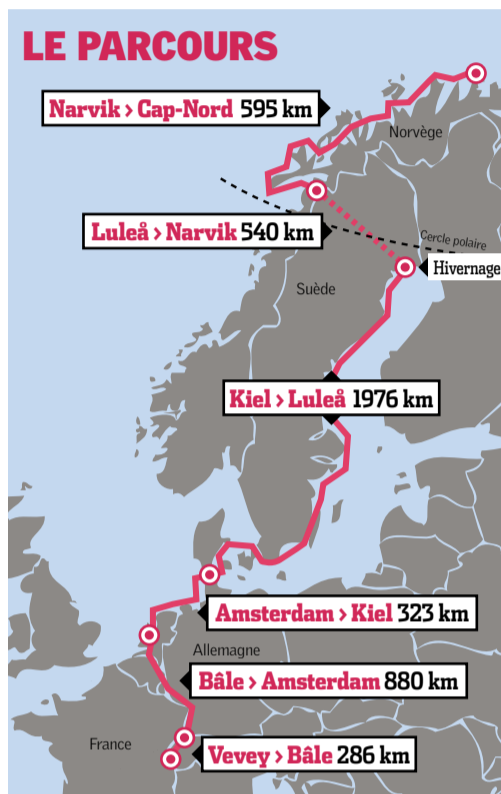 LE PARCOURS
Narvik > Cap-Nord 595 km
Norvège
Luleå > Narvik 540 km
Cercle polaire
Hivernage
Suède
Kiel > Luleå 1976 km
Amsterdam > Kiel 323 km
Allemagne
Bâle > Amsterdam 880 km
France
Vevey > Bâle 286 km